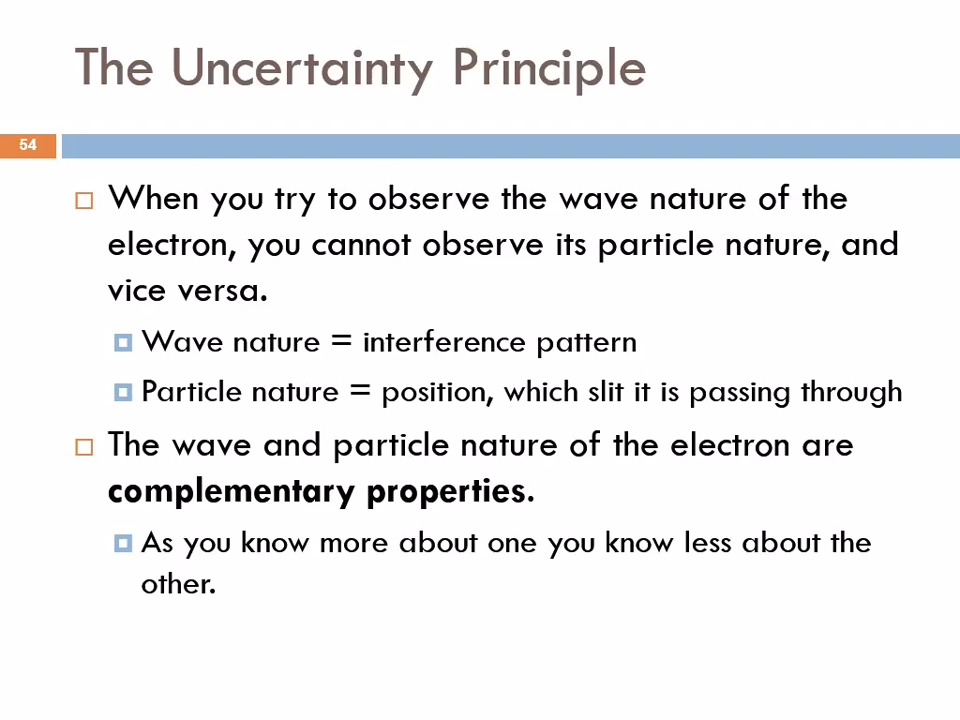 The Uncertainty Principle
54
When you try to observe the wave nature of the
electron, you cannot observe its particle nature, and
vice versa.
Wave nature = interference pattern
Particle nature = position, which slit it is passing through
The wave and particle nature of the electron are
complementary properties.
As you know more about one you know less about the
other.